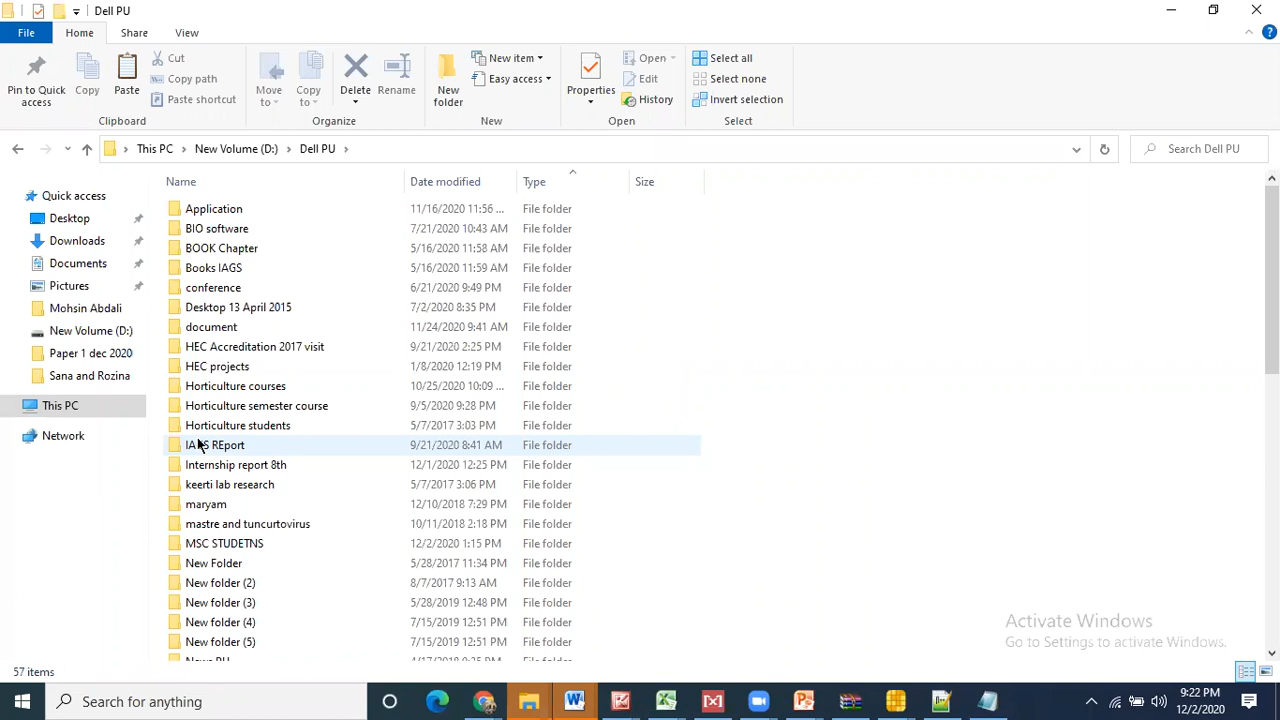 Dell PU
File Home Share View
Pin to Quick access
Copy
Paste
Cut
Copy path
Paste shortcut
Clipboard
Move to
Copy to
Delete
Rename
Organize
New folder
New item
Easy access
New
Properties
Open
Edit
History
Open
Select all
Select none
Invert selection
Select
This PC New Volume (D:) Dell PU
Search Dell PU
Quick access
Desktop
Downloads
Documents
Pictures
Mohsin Abdali
New Volume (D:)
Paper 1 dec 2020
Sana and Rozina
This PC
Network
Name Date modified Type Size
Application 11/16/2020 11:56 ... File folder
BIO software 7/21/2020 10:43 AM File folder
BOOK Chapter 5/16/2020 11:58 AM File folder
Books IAGS 5/16/2020 11:59 AM File folder
conference 6/21/2020 9:49 PM File folder
Desktop 13 April 2015 7/2/2020 8:35 PM File folder
document 11/24/2020 9:41 AM File folder
HEC Accreditation 2017 visit 9/21/2020 2:25 PM File folder
HEC projects 1/8/2020 12:19 PM File folder
Horticulture courses 10/25/2020 10:09 ... File folder
Horticulture semester course 9/5/2020 9:28 PM File folder
Horticulture students 5/7/2017 3:03 PM File folder
REport 9/21/2020 8:41 AM File folder
Internship report 8th 12/1/2020 12:25 PM File folder
keerti lab research 5/7/2017 3:06 PM File folder
maryam 12/10/2018 7:29 PM File folder
mastre and tuncurtovirus 10/11/2018 2:18 PM File folder
MSC STUDETNS 12/2/2020 1:15 PM File folder
New Folder 5/28/2017 11:34 PM File folder
New folder (2) 8/7/2017 9:13 AM File folder
New folder (3) 5/28/2019 12:48 PM File folder
New folder (4) 7/15/2019 12:51 PM File folder
New folder (5) 7/15/2019 12:51 PM File folder
Activate Windows
Go to Settings to activate Windows.
57 items
Search for anything
9:22 PM
12/2/2020